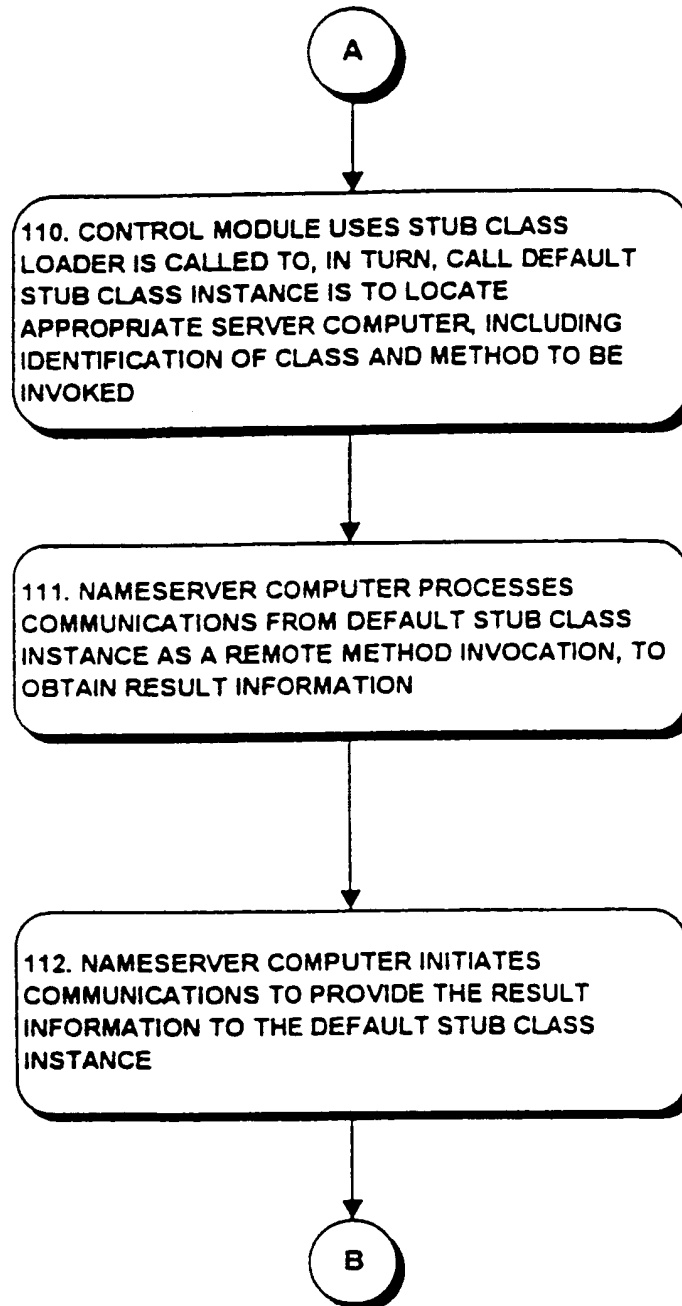 A
110. CONTROL MODULE USES STUB CLASS
LOADER IS CALLED TO, IN TURN, CALL DEFAULT
STUB CLASS INSTANCE IS TO LOCATE
APPROPRIATE SERVER COMPUTER, INCLUDING
IDENTIFICATION OF CLASS AND METHOD TO BE
INVOKED
111. NAMESERVER COMPUTER PROCESSES
COMMUNICATIONS FROM DEFAULT STUB CLASS
INSTANCE AS A REMOTE METHOD INVOCATION, TO
OBTAIN RESULT INFORMATION
112. NAMESERVER COMPUTER INITIATES
COMMUNICATIONS TO PROVIDE THE RESULT
INFORMATION TO THE DEFAULT STUB CLASS
INSTANCE
B